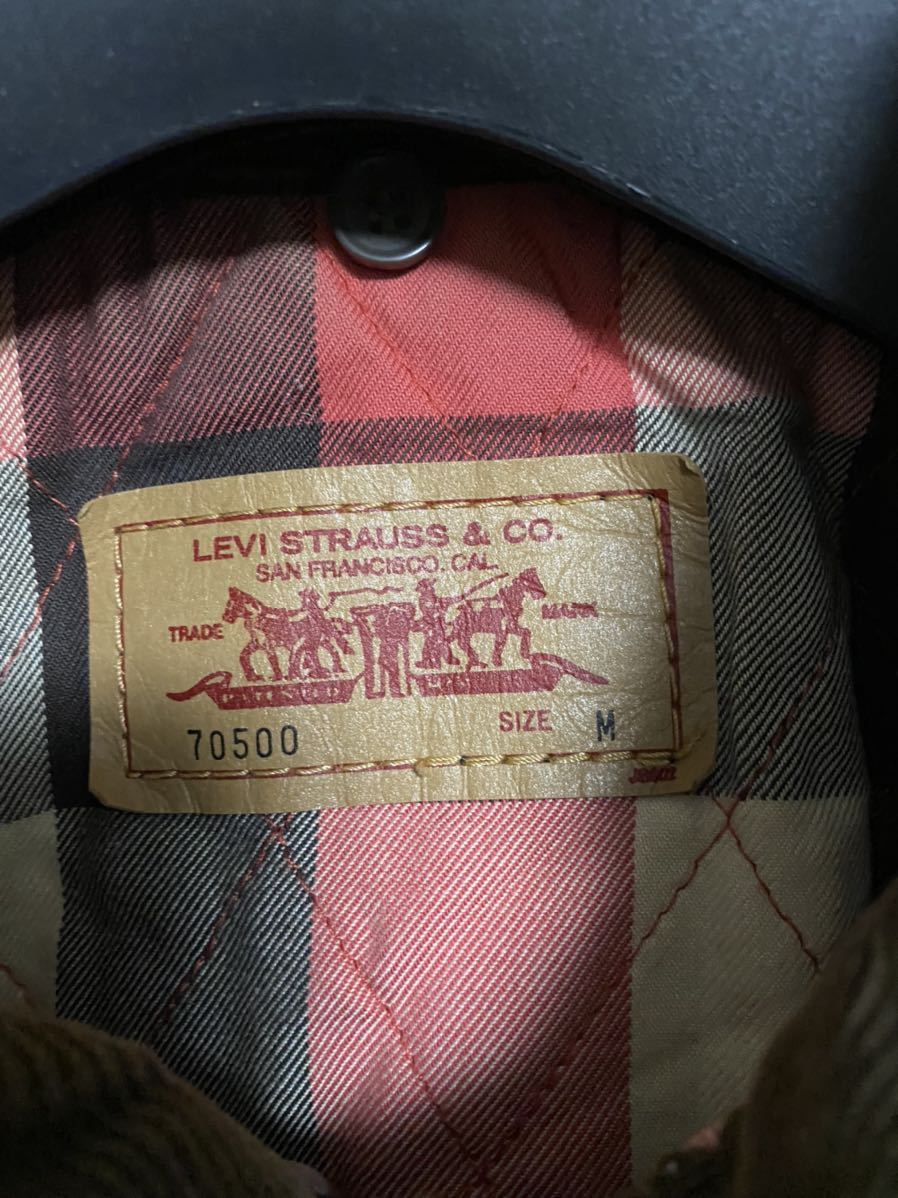 LEVI STRAUSS & CO.
SAN FRANCISCO, CAL.
TRADE MARK
70500 SIZE M